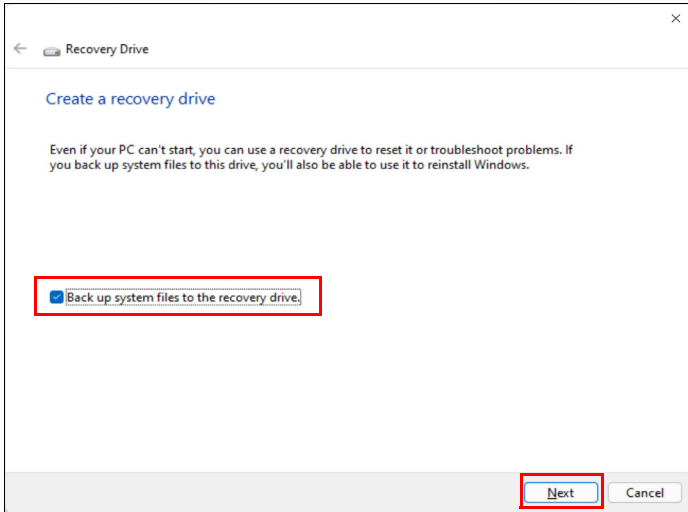 Recovery Drive
Create a recovery drive
Even if your PC can't start, you can use a recovery drive to reset it or troubleshoot problems. If
you back up system files to this drive, you'll also be able to use it to reinstall Windows.
Back up system files to the recovery drive.
Next Cancel